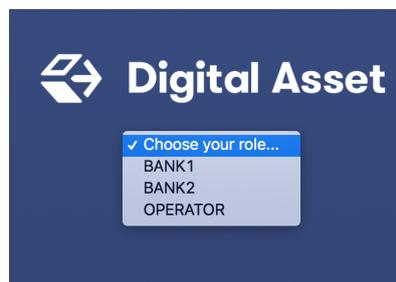 Digital Asset
✓ Choose your role...
BANK1
BANK2
OPERATOR